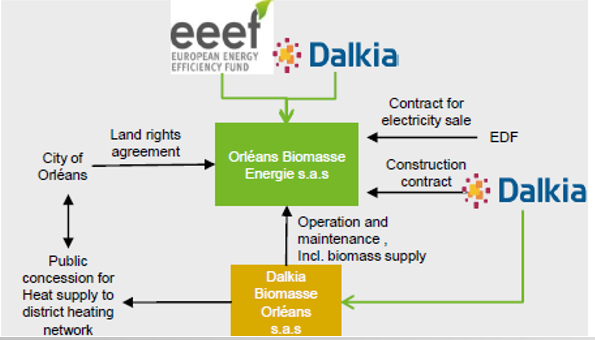 eeef
EUROPEAN ENERGY
EFFICIENCY FUND
Dalkia
Contract for
electricity sale
EDF
Land rights
agreement
City of
Orléans
Orléans Biomasse
Energie s.a.s
Construction
contract
Dalkia
Operation and
maintenance ,
Incl. biomass supply
Public
concession for
Heat supply to
district heating
network
Dalkia
Biomasse
Orléans
s.a.s